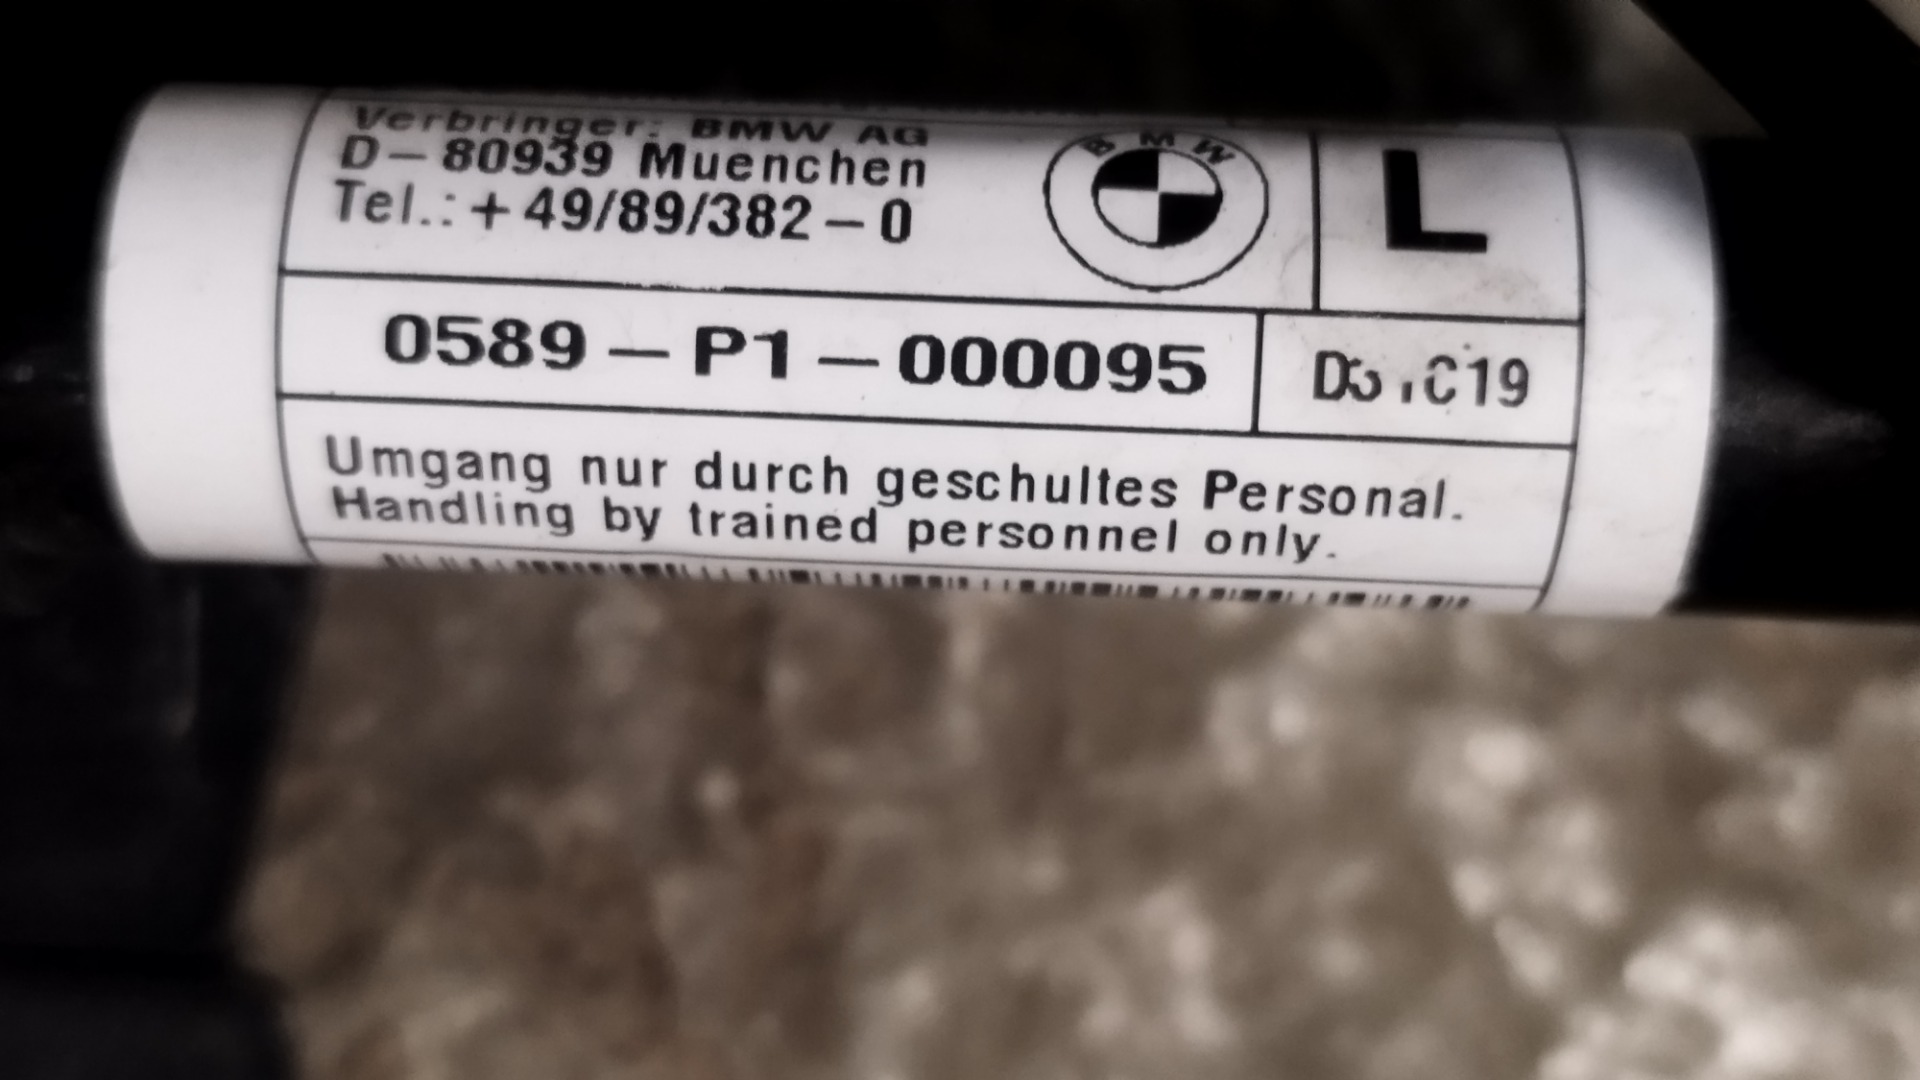 Verbringer: BMW AG
D-80939 Muenchen
Tel.: +49/89/382-0
BMW
L
0589-P1-000095
Umgang nur durch geschultes Personal.
Handling by trained personnel only.